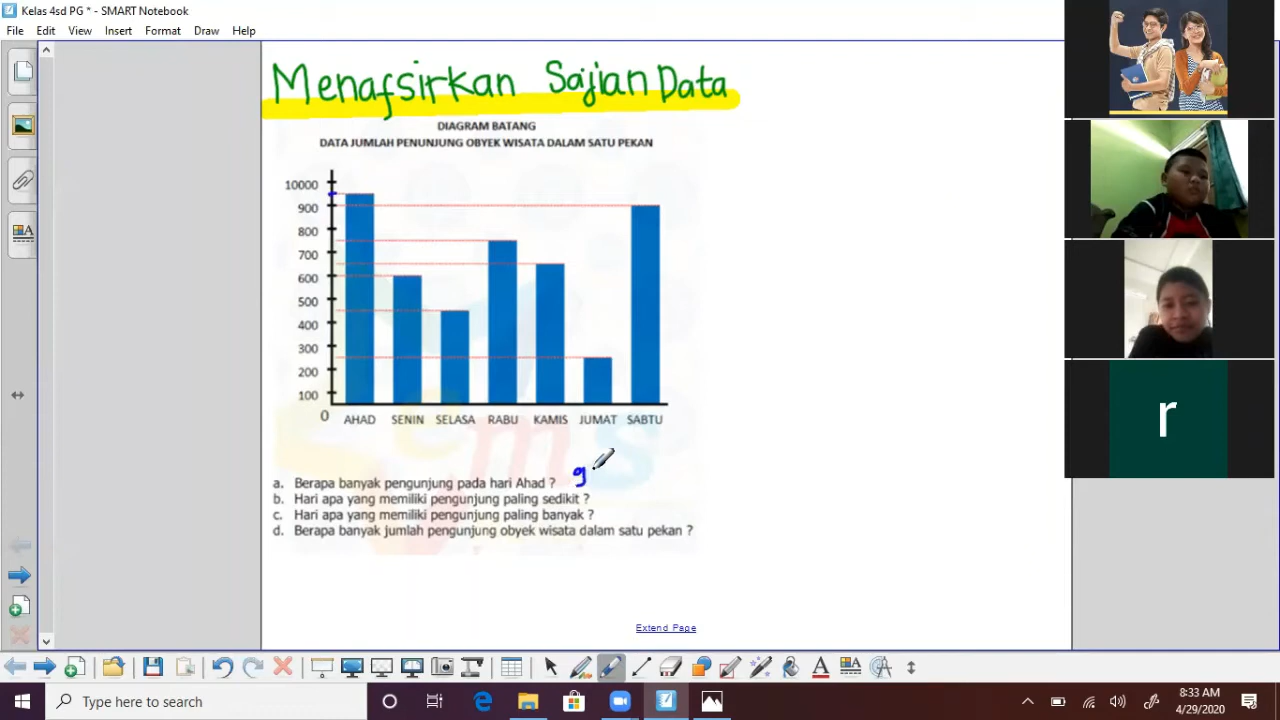 Kelas 4sd PG * - SMART Notebook
File Edit View Insert Format Draw Help
Menafsirkan Sajian Data
DIAGRAM BATANG
DATA JUMLAH PENUNJUNG OBYEK WISATA DALAM SATU PEKAN
10000
900
800
700
600
500
400
300
200
100
0
AHAD SENIN SELASA RABU KAMIS JUMAT SABTU
a. Berapa banyak pengunjung pada hari Ahad ? 9
b. Hari apa yang memiliki pengunjung paling sedikit ?
c. Hari apa yang memiliki pengunjung paling banyak ?
d. Berapa banyak jumlah pengunjung obyek wisata dalam satu pekan ?
Extend Page
r
Type here to search
8:33 AM
4/29/2020